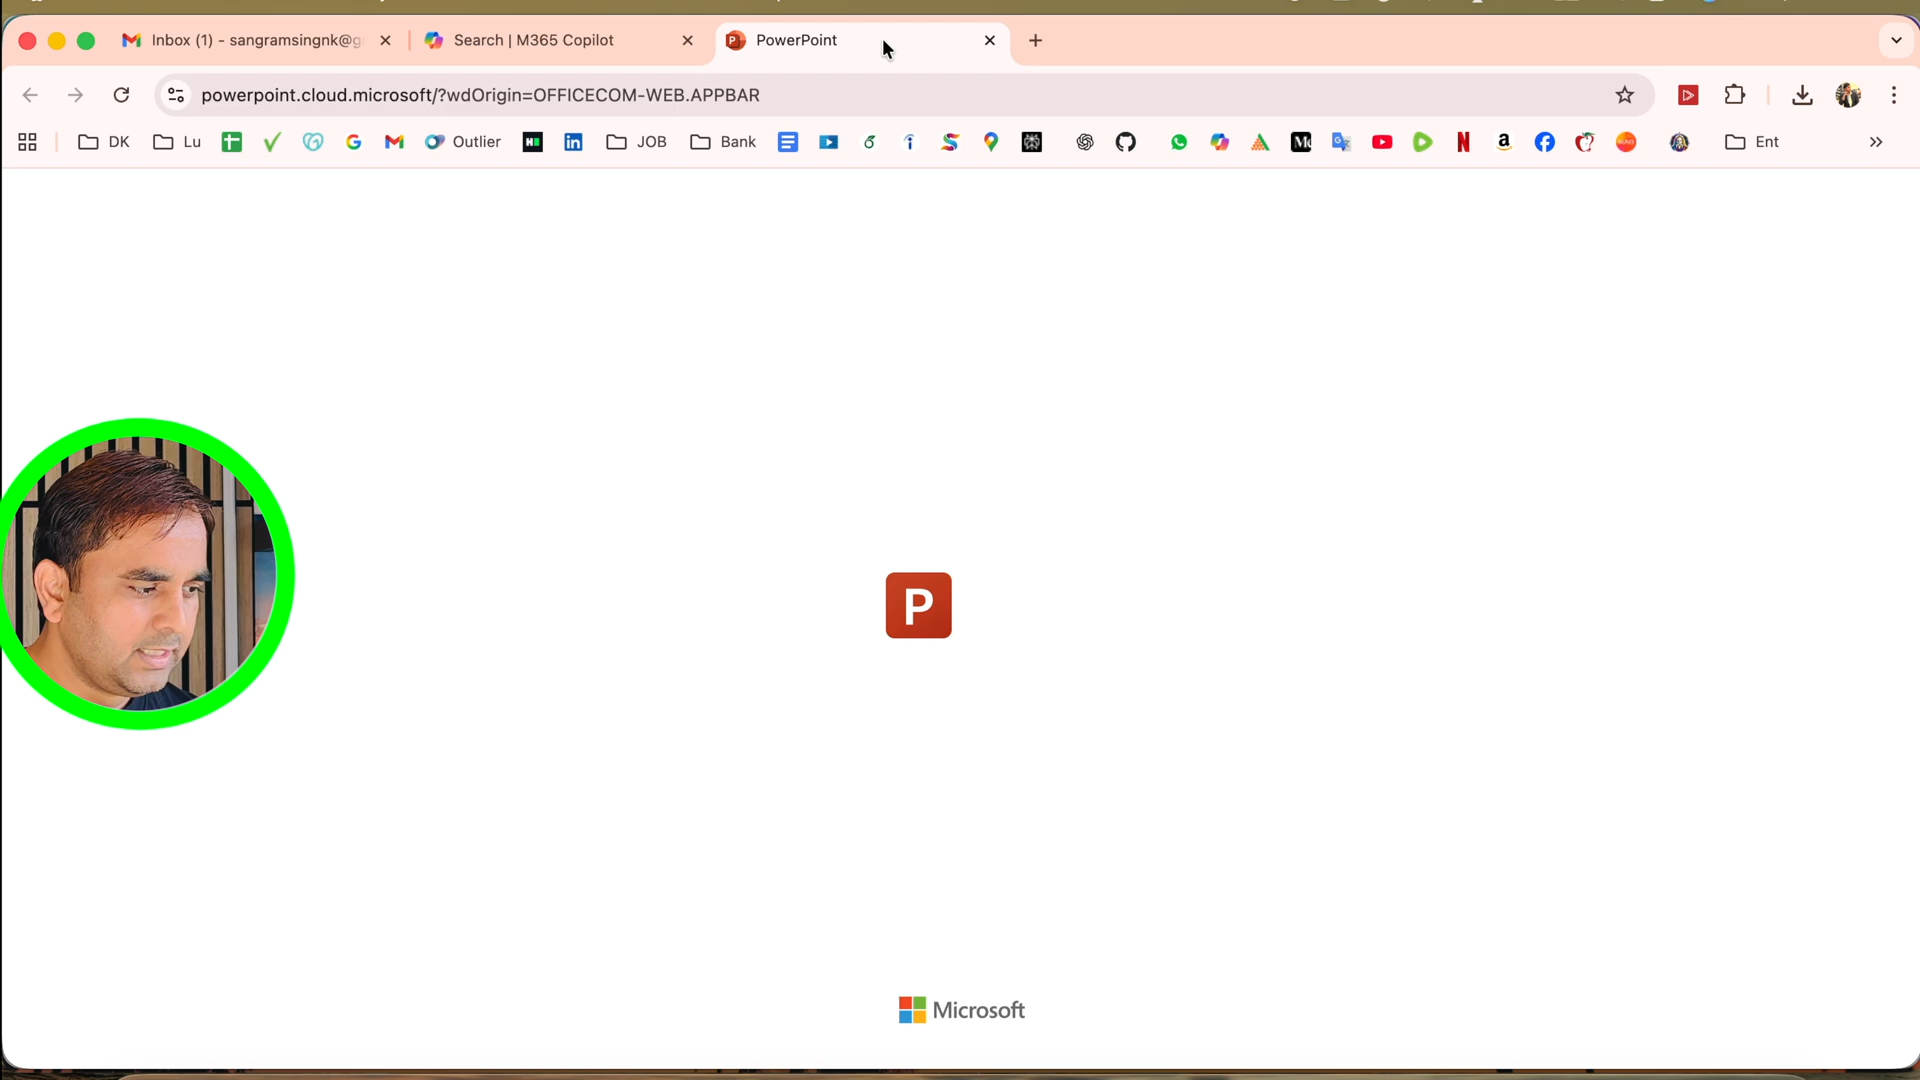 Inbox (1) - sangramsingnk@g
Search | M365 Copilot
PowerPoint
powerpoint.cloud.microsoft/?wdOrigin=OFFICECOM-WEB.APPBAR
DK
Lu
Outlier
JOB
Bank
Ent
P
Microsoft